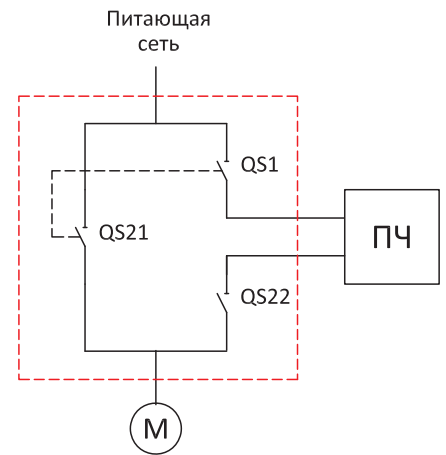 Питающая
сеть
QS1
QS21
ПЧ
QS22
М